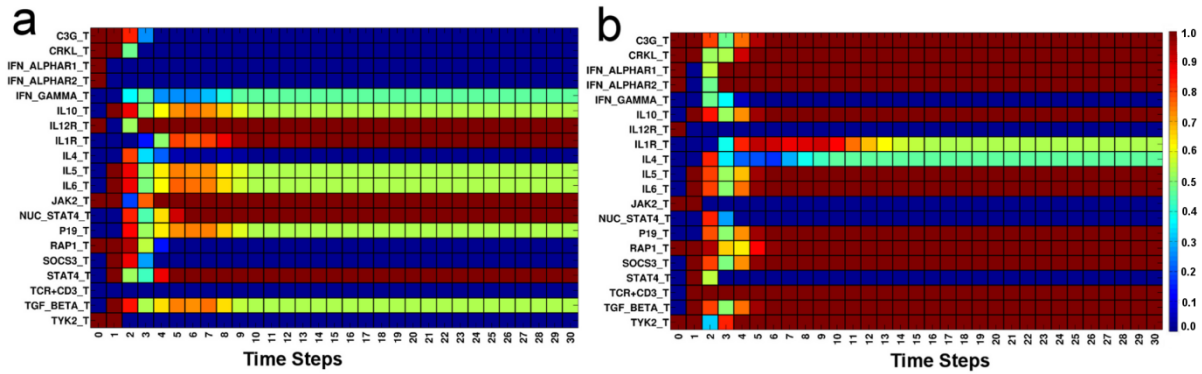 a
C3G_T
CRKL_T
IFN_ALPHAR1_T
IFN_ALPHAR2_T
IFN_GAMMA_T
IL10_T
IL12R_T
IL1R_T
IL4_T
IL5_T
IL6_T
JAK2_T
NUC_STAT4_T
P19_T
RAP1_T
SOCS3_T
STAT4_T
TCR+CD3_T
TGF_BETA_T
TYK2_T
0 1 2 3 4 5 6 7 8 9 10 11 12 13 14 15 16 17 18 19 20 21 22 23 24 25 26 27 28 29 30
Time Steps
b
C3G_T
CRKL_T
IFN_ALPHAR1_T
IFN_ALPHAR2_T
IFN_GAMMA_T
IL10_T
IL12R_T
IL1R_T
IL4_T
IL5_T
IL6_T
JAK2_T
NUC_STAT4_T
P19_T
RAP1_T
SOCS3_T
STAT4_T
TCR+CD3_T
TGF_BETA_T
TYK2_T
0 1 2 3 4 5 6 7 8 9 10 11 12 13 14 15 16 17 18 19 20 21 22 23 24 25 26 27 28 29 30
Time Steps
1.0
0.9
0.8
0.7
0.6
0.5
0.4
0.3
0.2
0.1
0.0